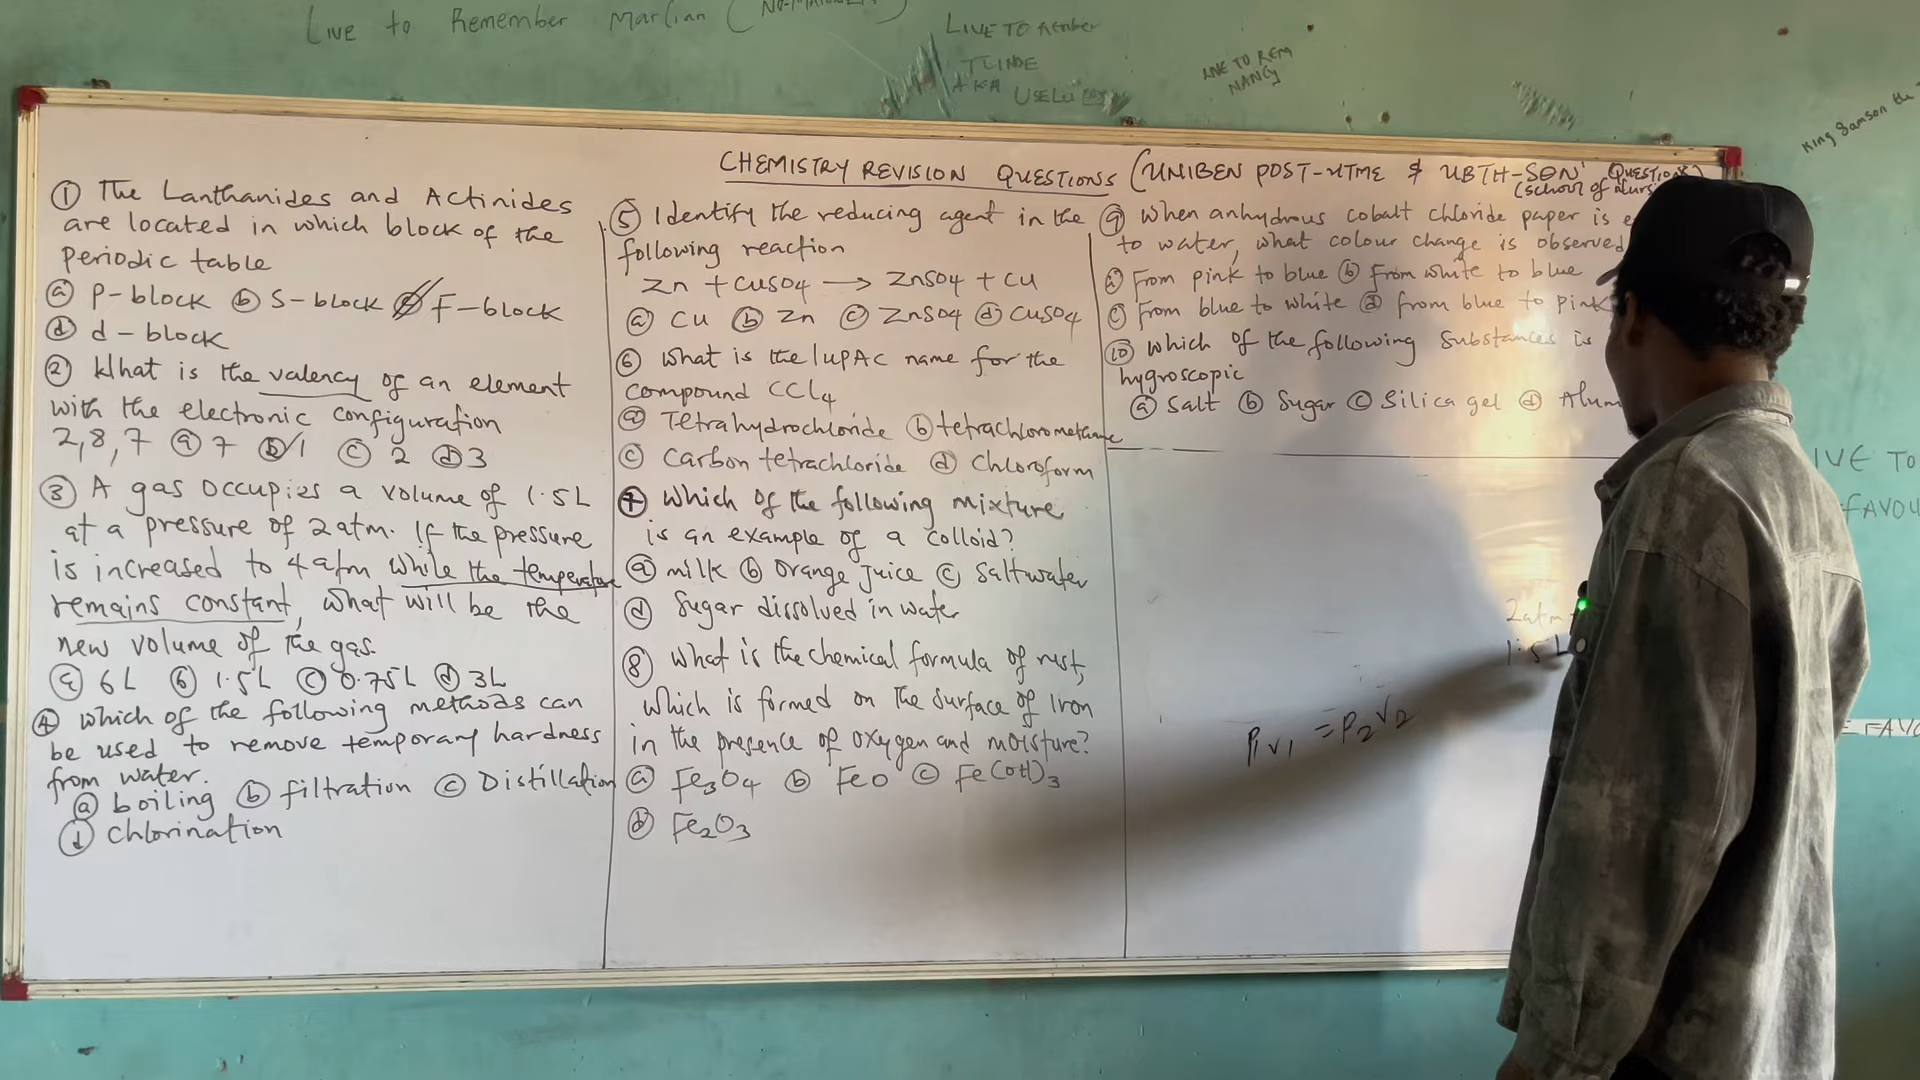 Live to Remember Marlian (
LIVE TO
TLINDE
AKA USELU
LIVE TO REM
NANCY
King Samson the
CHEMISTRY REVISION QUESTIONS (UNIBEN POST-UTME & UBTH-SON' QUESTIONS)
(School of Nurs
① The Lanthanides and Actinides
are located in which block of the
periodic table
ⓐ P-block ⓑ S-block ⓒ F-block
ⓓ d-block
② What is the valency of an element
with the electronic configuration
2,8,7 ⓐ 7 ⓑ 1 ⓒ 2 ⓓ 3
③ A gas occupies a volume of 1.5L
at a pressure of 2atm. If the pressure
is increased to 4atm while the temperature
remains constant, what will be the
new volume of the gas.
ⓐ 6L ⓑ 1.5L ⓒ 0.75L ⓓ 3L
④ which of the following methods can
be used to remove temporary hardness
from water.
ⓐ boiling ⓑ filtration ⓒ Distillation
ⓓ Chlorination
⑤ Identify the reducing agent in the
following reaction
Zn + CuSO4 → ZnSO4 + Cu
ⓐ Cu ⓑ Zn ⓒ ZnSO4 ⓓ CuSO4
⑥ What is the IUPAC name for the
compound CCl4
ⓐ Tetrahydrochloride ⓑ tetrachloromethane
ⓒ Carbon tetrachloride ⓓ Chloroform
⑦ Which of the following mixture
is an example of a colloid?
ⓐ milk ⓑ Orange juice ⓒ Saltwater
ⓓ Sugar dissolved in water
⑧ What is the chemical formula of rust,
which is formed on the surface of Iron
in the presence of oxygen and moisture?
ⓐ Fe3O4 ⓑ FeO ⓒ Fe(OH)3
ⓓ Fe2O3
⑨ When anhydrous cobalt chloride paper is e
to water, what colour change is observed
ⓐ From pink to blue ⓑ From white to blue
ⓒ From blue to white ⓓ from blue to pink
⑩ which of the following substances is
hygroscopic
ⓐ Salt ⓑ Sugar ⓒ Silica gel ⓓ Alum
2atm
1.5L
P1V1 = P2V2
IVE TO
FAVOU
E FAVO